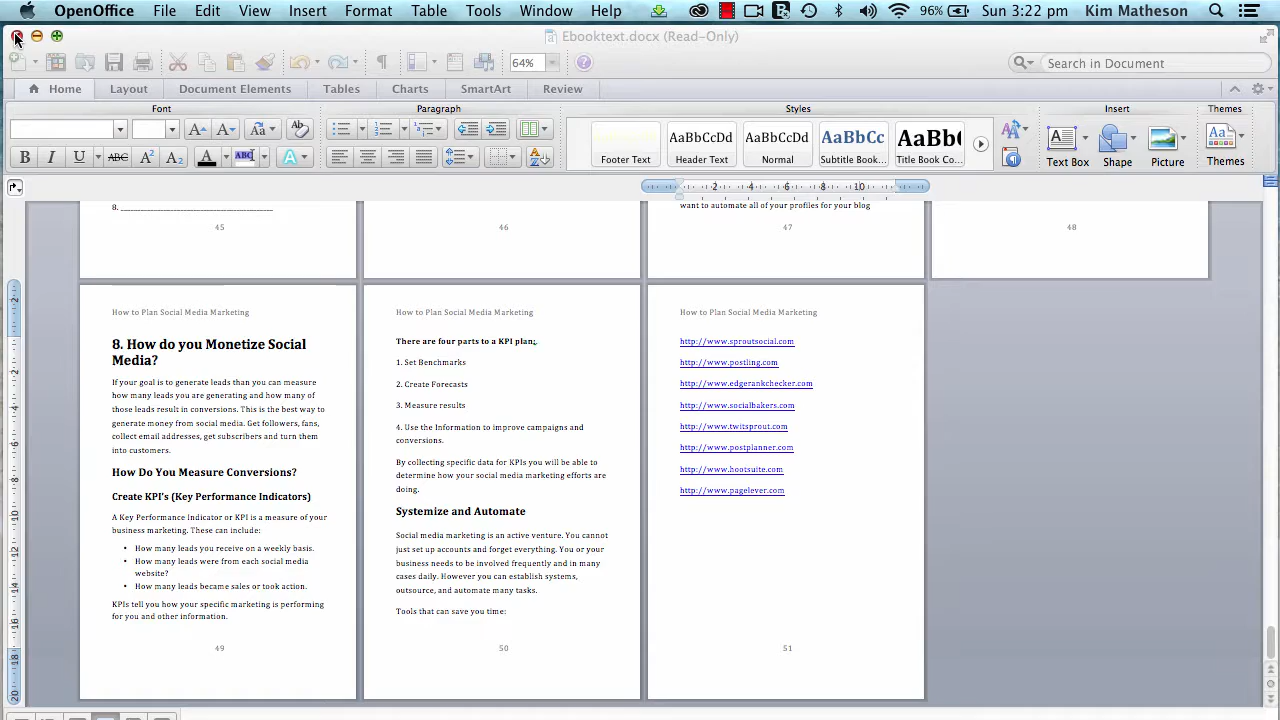 OpenOffice File Edit View Insert Format Table Tools Window Help 96% Sun 3:22 pm Kim Matheson
Ebooktext.docx (Read-Only)
64% Search in Document
Home Layout Document Elements Tables Charts SmartArt Review
Font Paragraph Styles Insert Themes
AaBbCcDd AaBbCcDd AaBbCc AaBbC
Footer Text Header Text Normal Subtitle Book... Title Book Co... Text Box Shape Picture Themes
B I U ABC A² A₂ A ABC A
2 4 6 8 10
8. ______________________________
want to automate all of your profiles for your blog
45 46 47 48
How to Plan Social Media Marketing
8. How do you Monetize Social
Media?
If your goal is to generate leads than you can measure
how many leads you are generating and how many of
those leads result in conversions. This is the best way to
generate money from social media. Get followers, fans,
collect email addresses, get subscribers and turn them
into customers.
How Do You Measure Conversions?
Create KPI's (Key Performance Indicators)
A Key Performance Indicator or KPI is a measure of your
business marketing. These can include:
• How many leads you receive on a weekly basis.
• How many leads were from each social media
website?
• How many leads became sales or took action.
KPIs tell you how your specific marketing is performing
for you and other information.
49
How to Plan Social Media Marketing
There are four parts to a KPI plan:
1. Set Benchmarks
2. Create Forecasts
3. Measure results
4. Use the Information to improve campaigns and
conversions.
By collecting specific data for KPIs you will be able to
determine how your social media marketing efforts are
doing.
Systemize and Automate
Social media marketing is an active venture. You cannot
just set up accounts and forget everything. You or your
business needs to be involved frequently and in many
cases daily. However you can establish systems,
outsource, and automate many tasks.
Tools that can save you time:
50
How to Plan Social Media Marketing
http://www.sproutsocial.com
http://www.postling.com
http://www.edgerankchecker.com
http://www.socialbakers.com
http://www.twitsprout.com
http://www.postplanner.com
http://www.hootsuite.com
http://www.pagelever.com
51